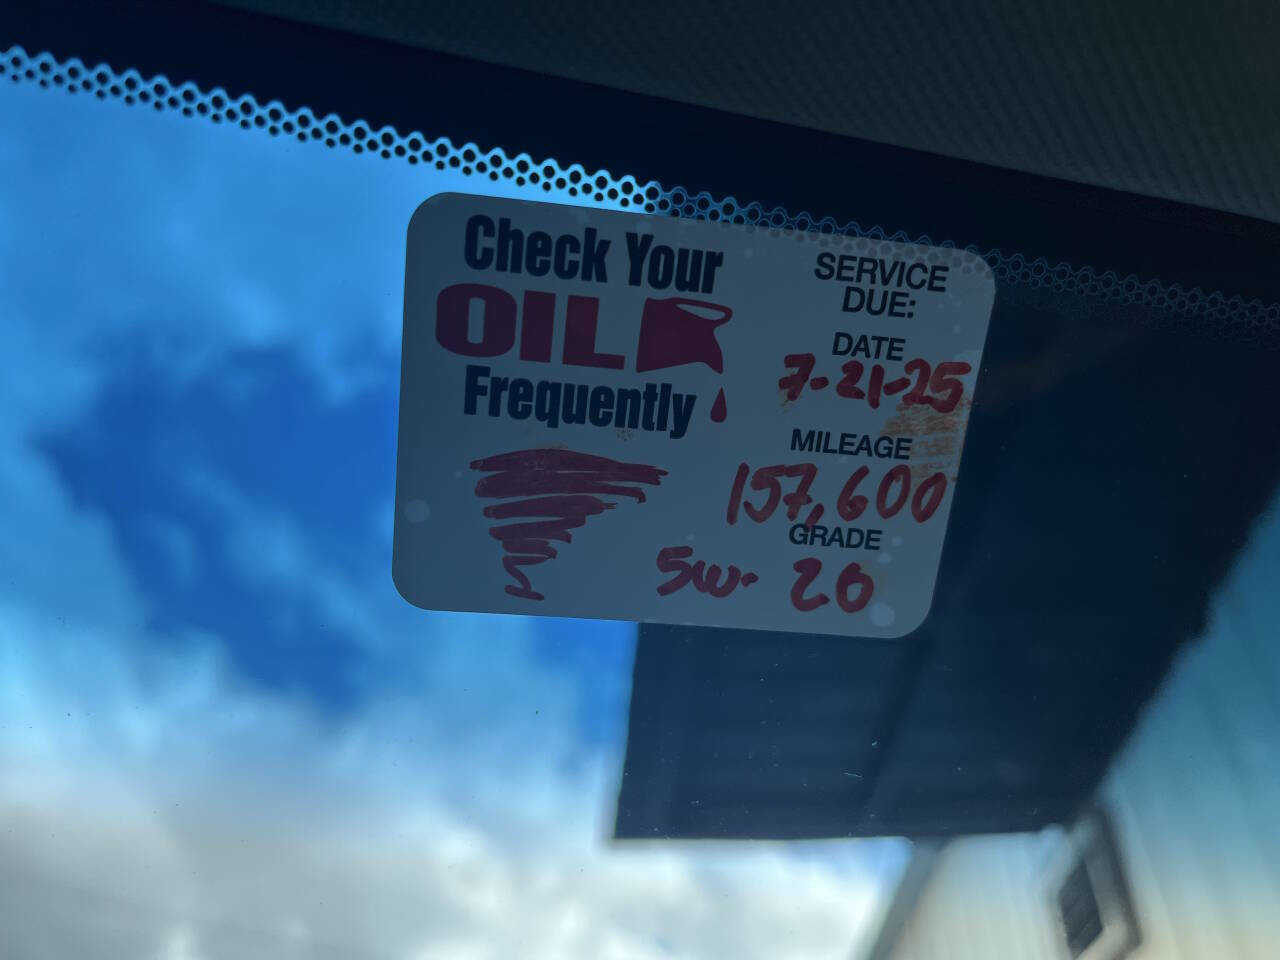 Check Your
OIL
Frequently
SERVICE
DUE:
DATE
7-21-25
MILEAGE
157,600
GRADE
5w-20